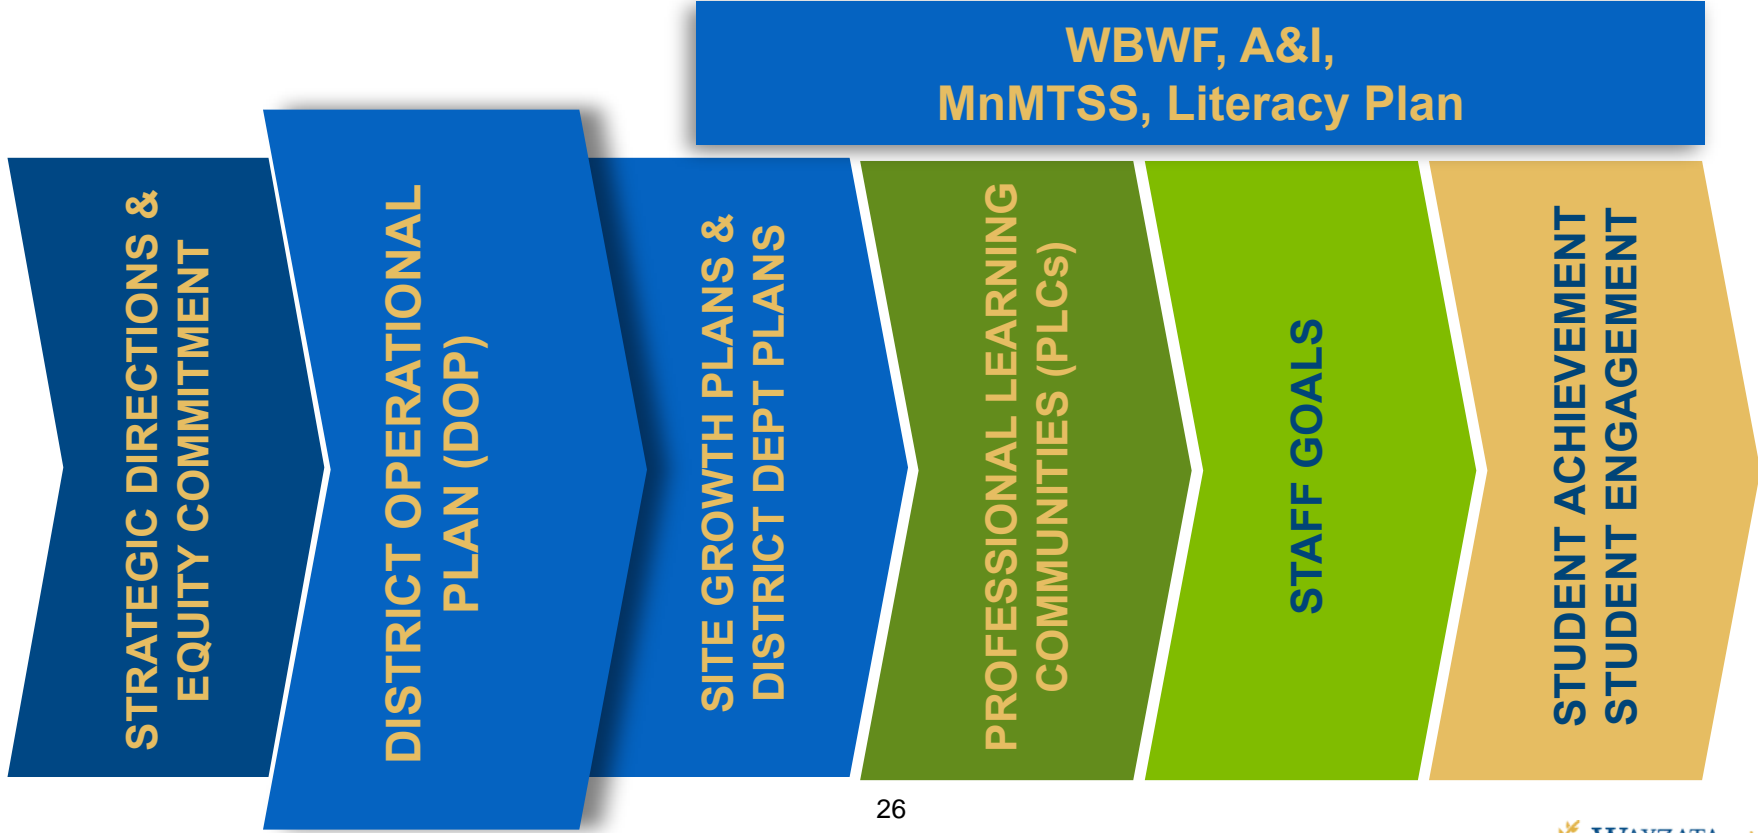 WBWF, A&I,
MnMTSS, Literacy Plan
STRATEGIC DIRECTIONS &
EQUITY COMMITMENT
DISTRICT OPERATIONAL
PLAN (DOP)
SITE GROWTH PLANS &
DISTRICT DEPT PLANS
PROFESSIONAL LEARNING
COMMUNITIES (PLCs)
STAFF GOALS
STUDENT ACHIEVEMENT
STUDENT ENGAGEMENT
26
WAYZATA